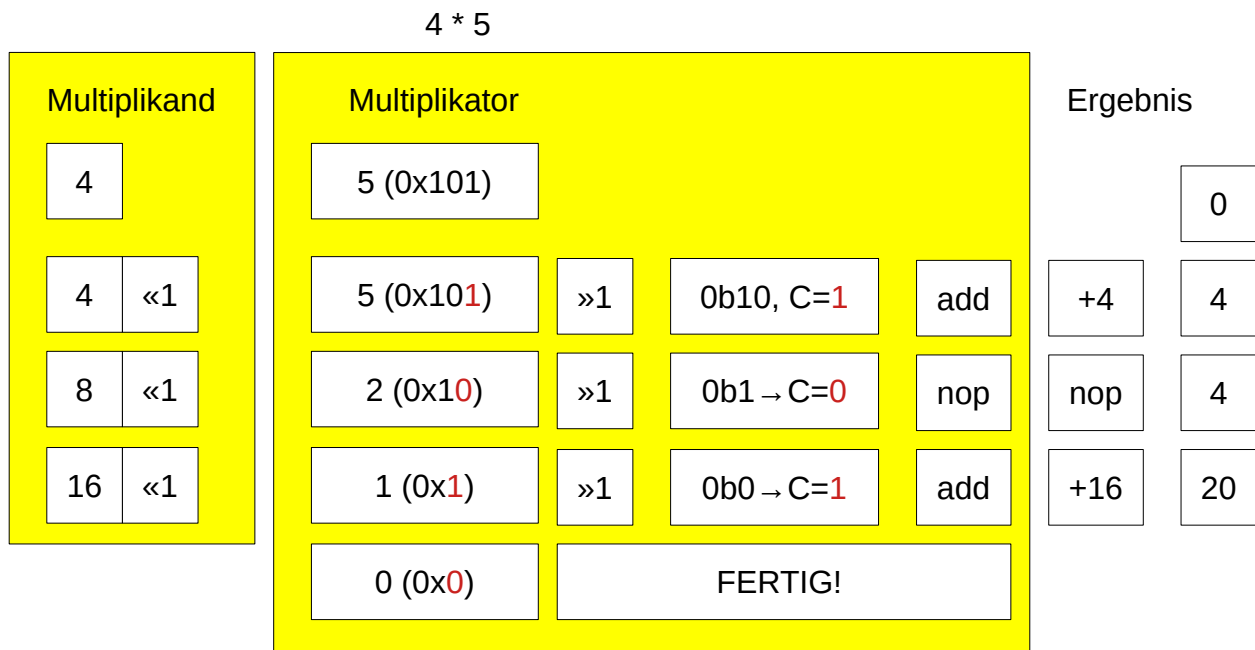 4 * 5
Multiplikand Multiplikator Ergebnis
4 5 (0x101) 0
4 «1 5 (0x101) »1 0b10, C=1 add +4 4
8 «1 2 (0x10) »1 0b1→C=0 nop nop 4
16 «1 1 (0x1) »1 0b0→C=1 add +16 20
0 (0x0) FERTIG!